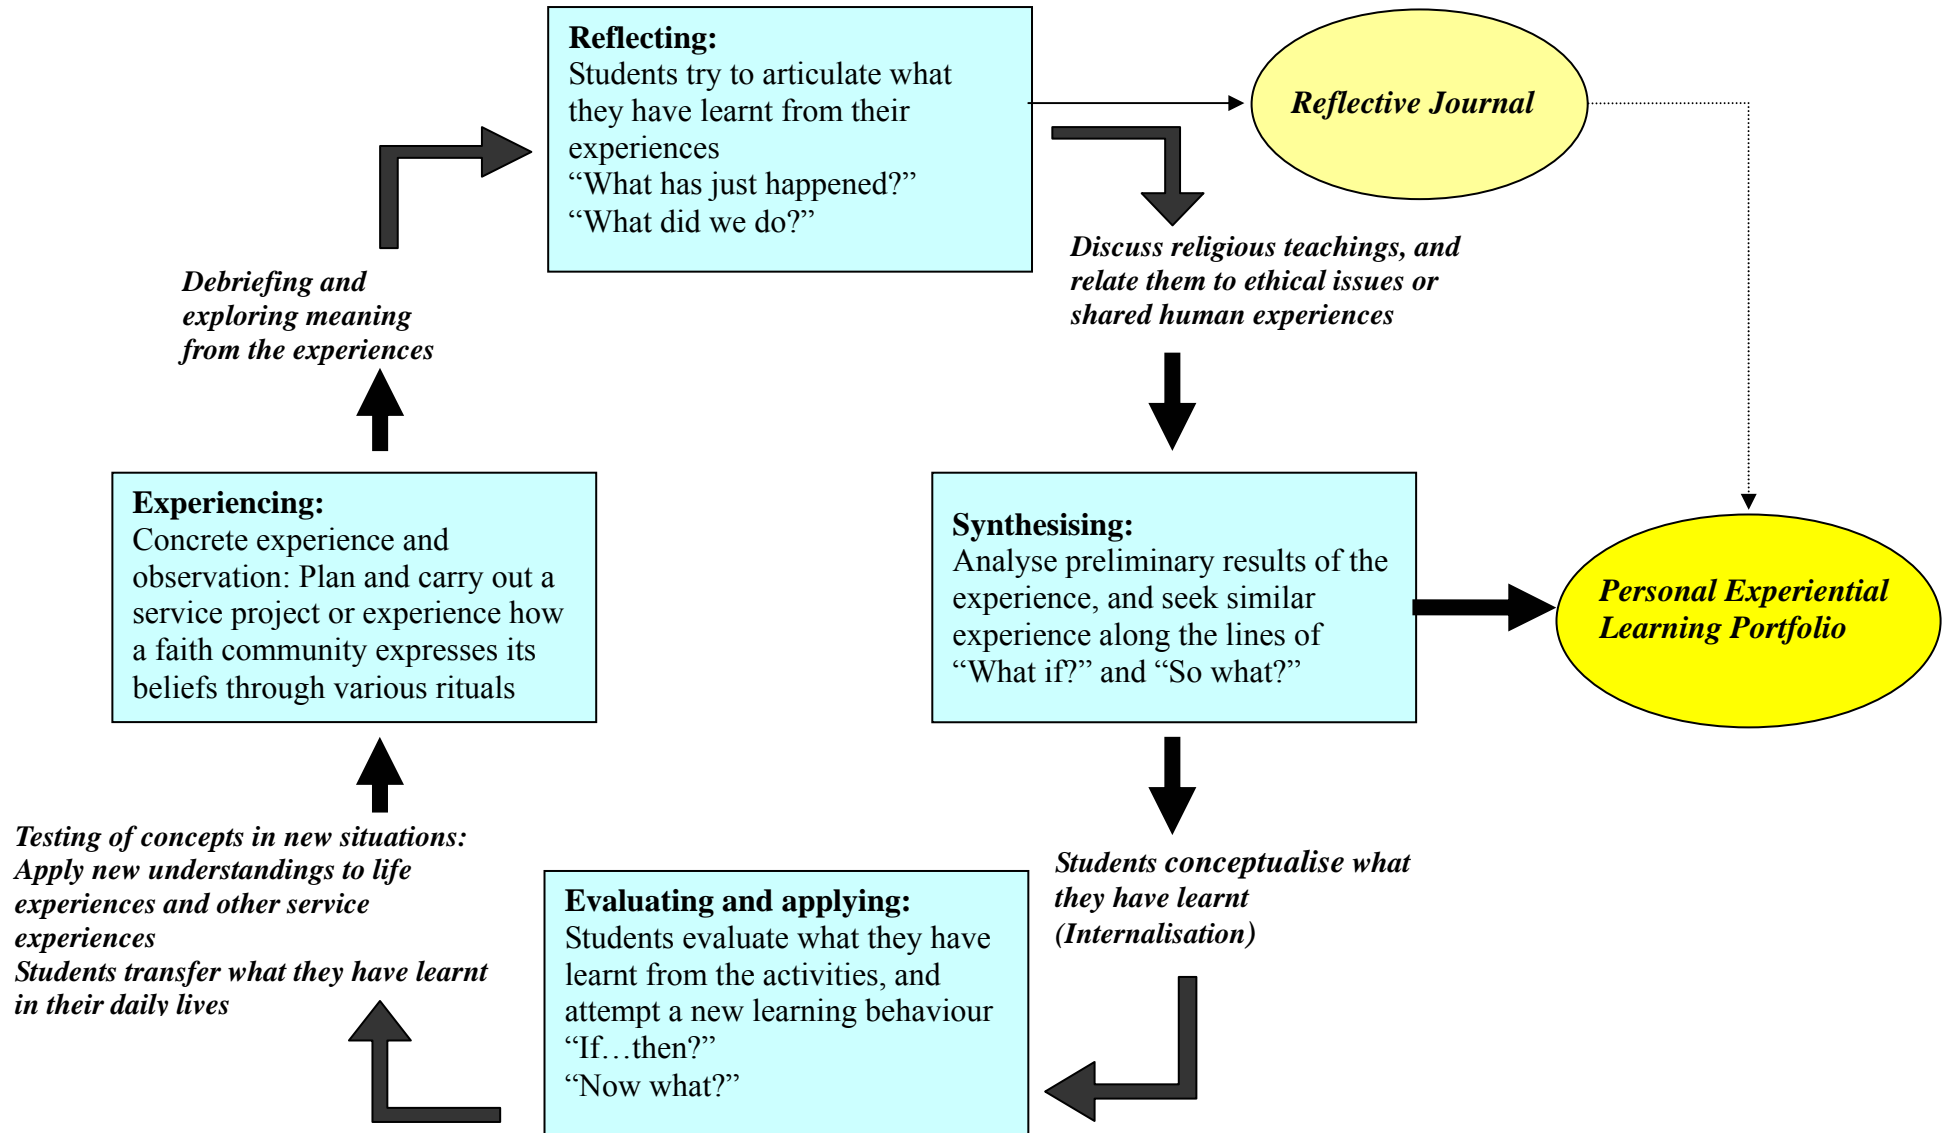 Reflecting:
Students try to articulate what
they have learnt from their
experiences
“What has just happened?”
“What did we do?”
Reflective Journal
Discuss religious teachings, and
relate them to ethical issues or
shared human experiences
Debriefing and
exploring meaning
from the experiences
Experiencing:
Concrete experience and
observation: Plan and carry out a
service project or experience how
a faith community expresses its
beliefs through various rituals
Synthesising:
Analyse preliminary results of the
experience, and seek similar
experience along the lines of
“What if?” and “So what?”
Personal Experiential
Learning Portfolio
Testing of concepts in new situations:
Apply new understandings to life
experiences and other service
experiences
Students transfer what they have learnt
in their daily lives
Evaluating and applying:
Students evaluate what they have
learnt from the activities, and
attempt a new learning behaviour
“If…then?”
“Now what?”
Students conceptualise what
they have learnt
(Internalisation)